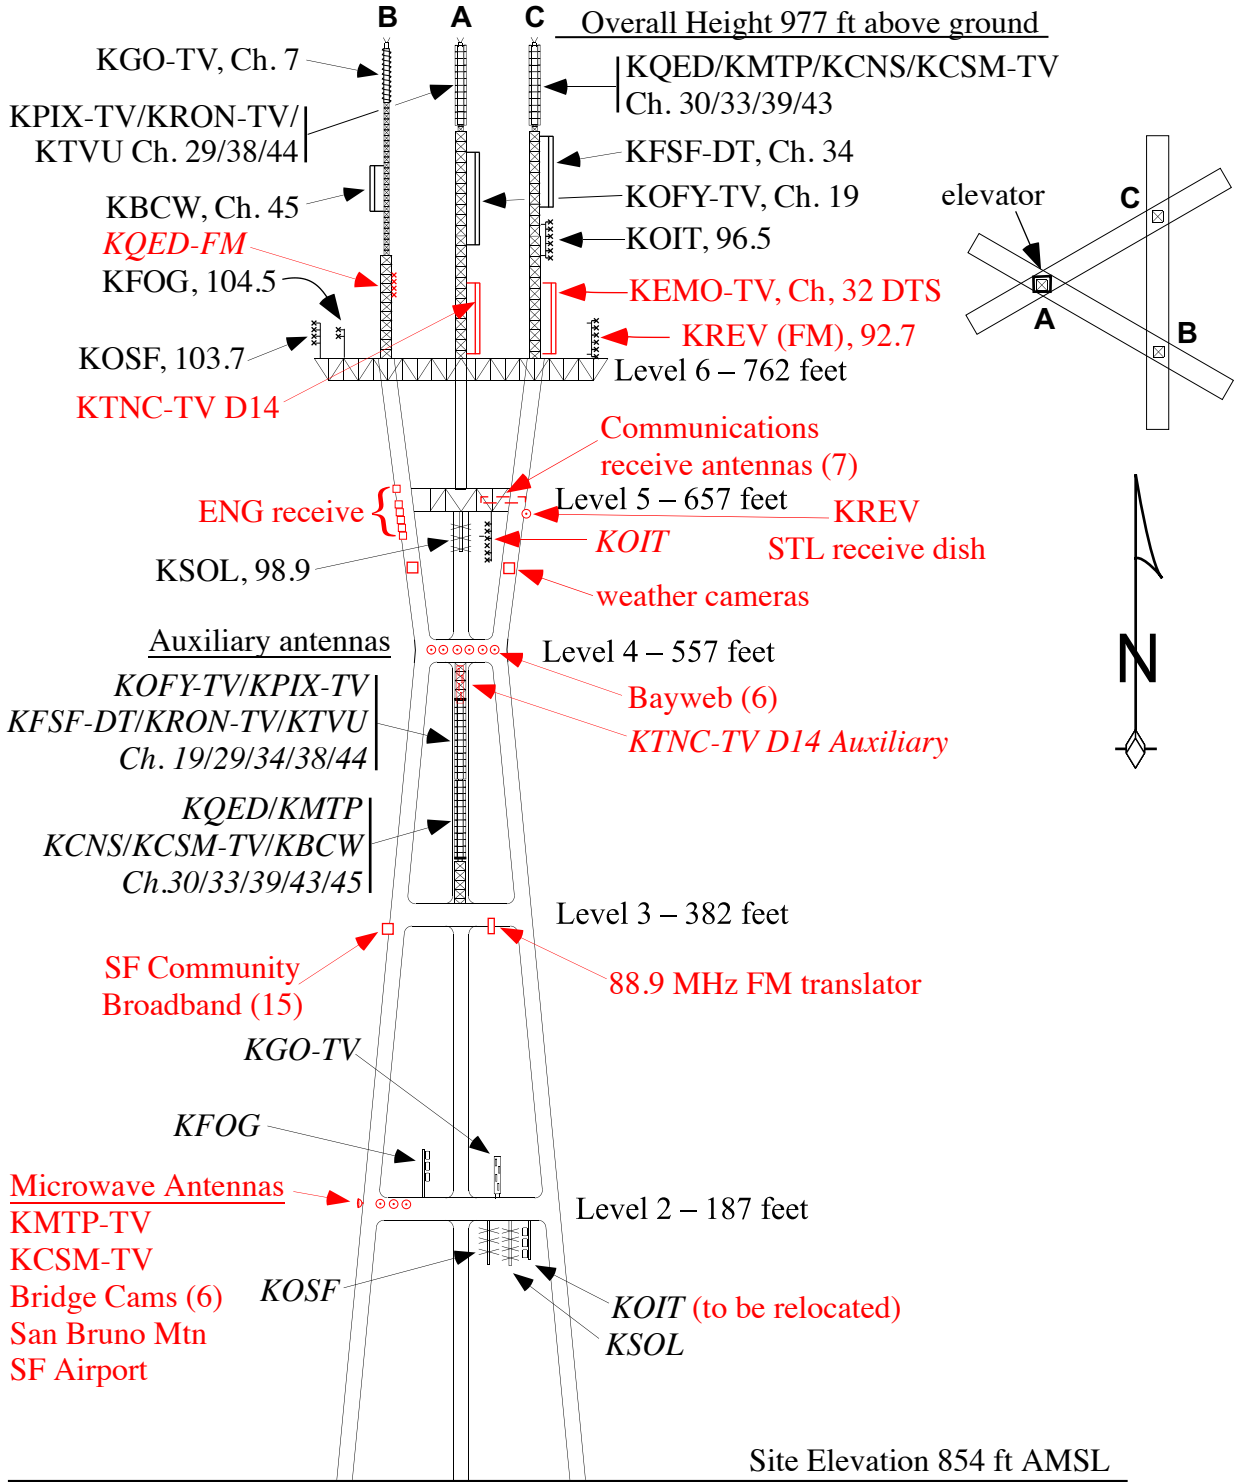 B
A
C
Overall Height 977 ft above ground
KGO-TV, Ch. 7
KQED/KMTP/KCNS/KCSM-TV
Ch. 30/33/39/43
KPIX-TV/KRON-TV/
KTVU Ch. 29/38/44
KFSF-DT, Ch. 34
KBCW, Ch. 45
KOFY-TV, Ch. 19
KQED-FM
KOIT, 96.5
KFOG, 104.5
KEMO-TV, Ch, 32 DTS
KOSF, 103.7
KREV (FM), 92.7
Level 6 – 762 feet
KTNC-TV D14
elevator
C
A
B
Communications
receive antennas (7)
Level 5 – 657 feet
ENG receive
KREV
STL receive dish
KOIT
KSOL, 98.9
weather cameras
N
Auxiliary antennas
Level 4 – 557 feet
KOFY-TV/KPIX-TV
KFSF-DT/KRON-TV/KTVU
Ch. 19/29/34/38/44
Bayweb (6)
KTNC-TV D14 Auxiliary
KQED/KMTP
KCNS/KCSM-TV/KBCW
Ch.30/33/39/43/45
Level 3 – 382 feet
SF Community
Broadband (15)
88.9 MHz FM translator
KGO-TV
KFOG
Microwave Antennas
KMTP-TV
KCSM-TV
Bridge Cams (6)
San Bruno Mtn
SF Airport
Level 2 – 187 feet
KOSF
KOIT (to be relocated)
KSOL
Site Elevation 854 ft AMSL